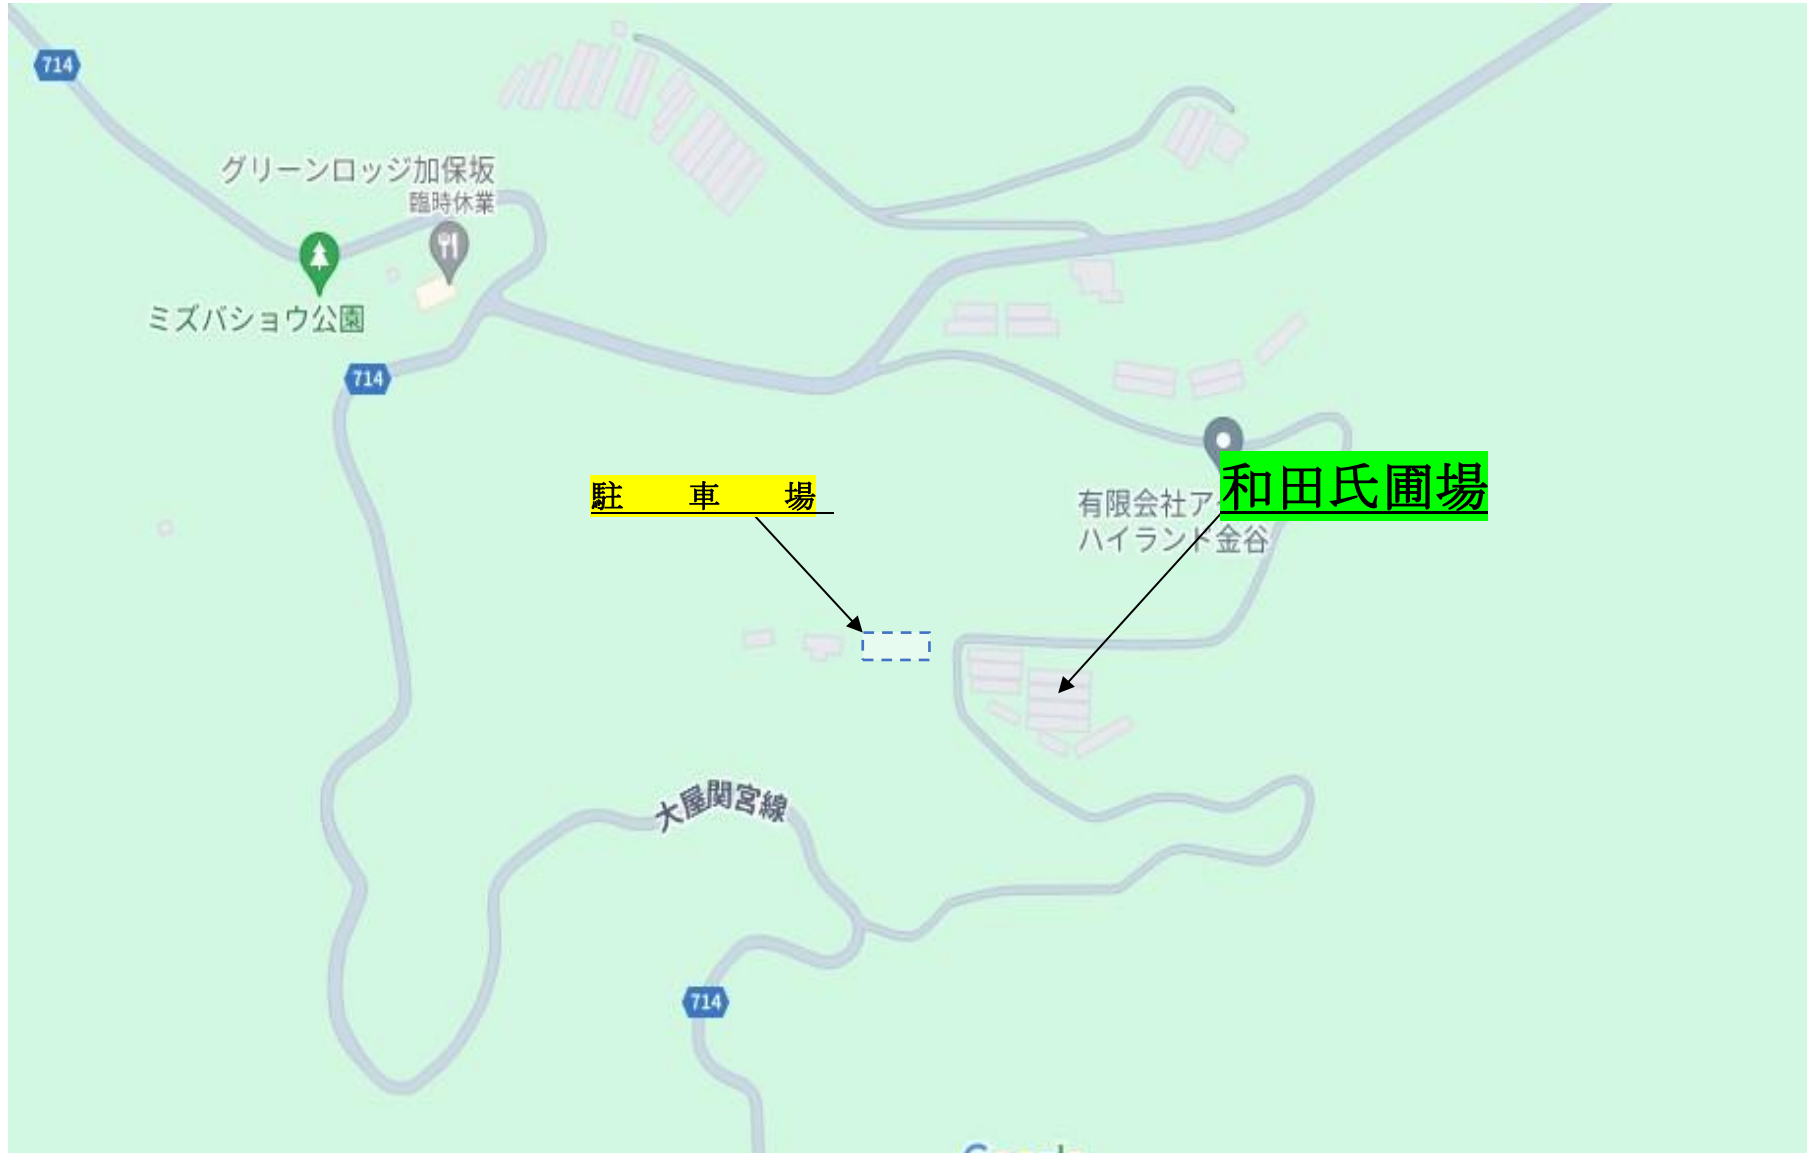 714
グリーンロッジ加保坂
臨時休業
ミズバショウ公園
714
駐 車 場
和田氏圃場
有限会社ア
ハイランド金谷
大屋関宮線
714